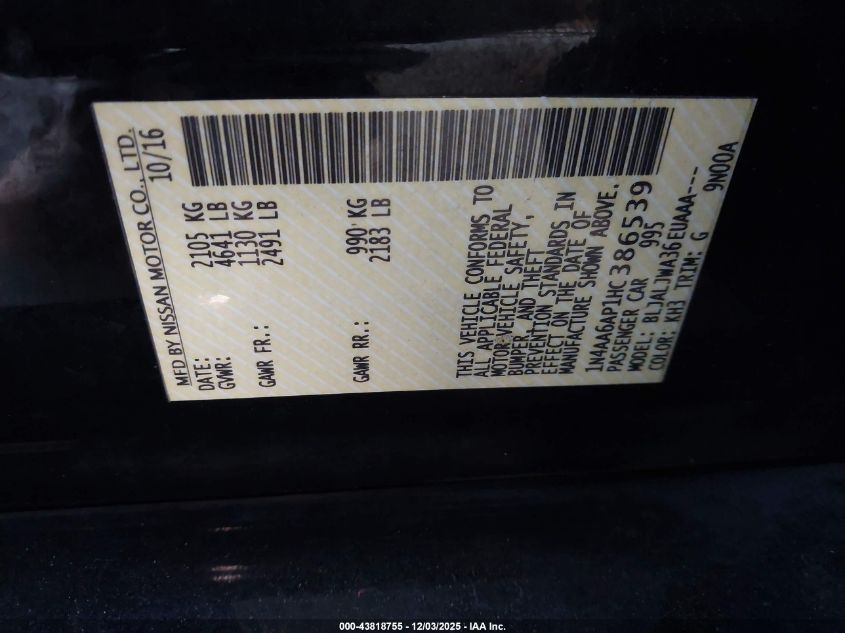 MFD BY NISSAN MOTOR CO., LTD.
DATE: 10/16
GVWR: 2105 KG
4641 LB
GAWR FR.: 1130 KG
2491 LB
GAWR RR.: 990 KG
2183 LB
THIS VEHICLE CONFORMS TO
ALL APPLICABLE FEDERAL
MOTOR VEHICLE SAFETY,
BUMPER, AND THEFT
PREVENTION STANDARDS IN
EFFECT ON THE DATE OF
MANUFACTURE SHOWN ABOVE.
1N4AA6AP1HC386539
PASSENGER CAR 995
MODEL: BLJALJWA36EUAAA---
COLOR: KH3 TRIM: G 9N00A
000-43818755 - 12/03/2025 - IAA Inc.